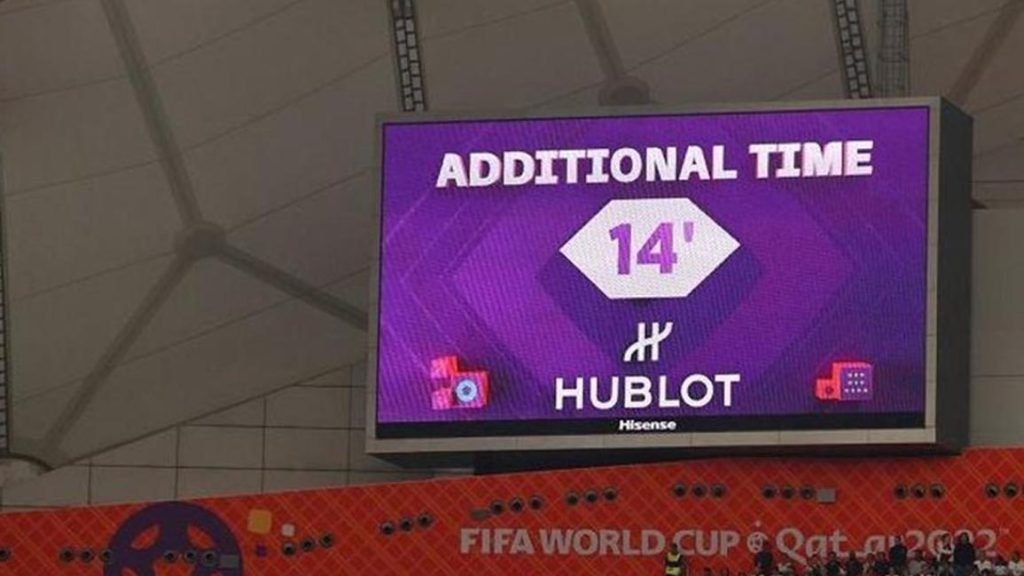 ADDITIONAL TIME
14'
HUBLOT
Hisense
FIFA WORLD CUP Qatar2022